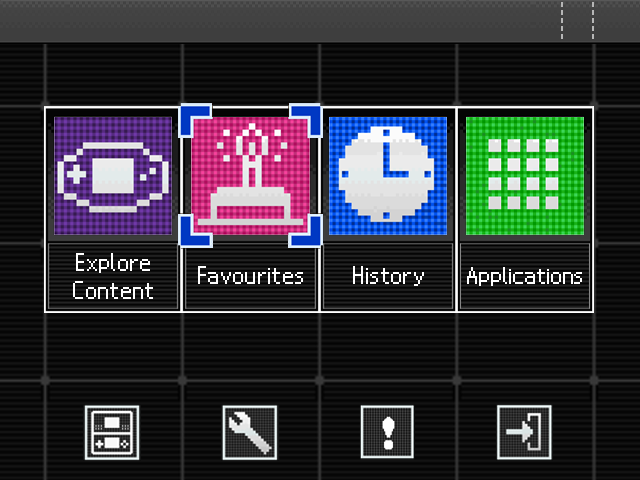 Explore
Content
Favourites
History
Applications